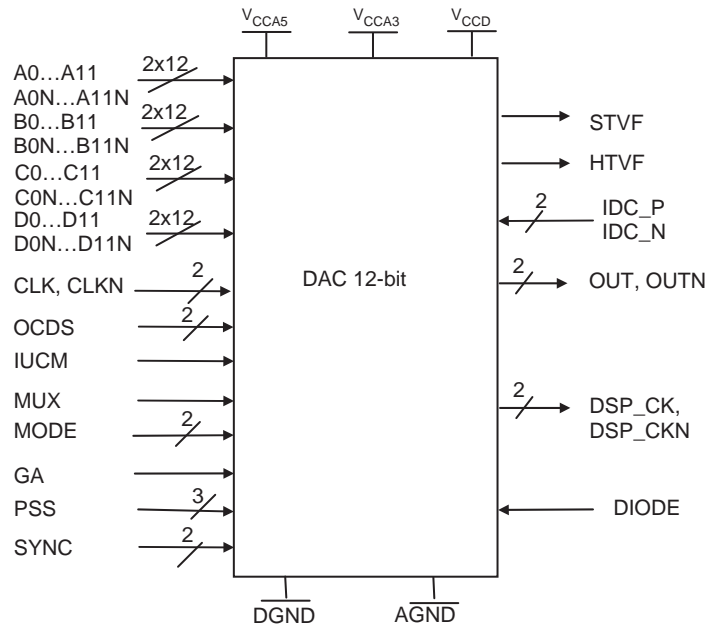 VCCA5 VCCA3 VCCD
A0...A11 2x12
A0N...A11N
B0...B11 2x12
B0N...B11N
C0...C11 2x12
C0N...C11N
D0...D11 2x12
D0N...D11N
CLK, CLKN 2
OCDS 2
IUCM
MUX
MODE 2
GA
PSS 3
SYNC 2
DAC 12-bit
STVF
HTVF
2 IDC_P
IDC_N
2 OUT, OUTN
2 DSP_CK,
DSP_CKN
DIODE
DGND AGND